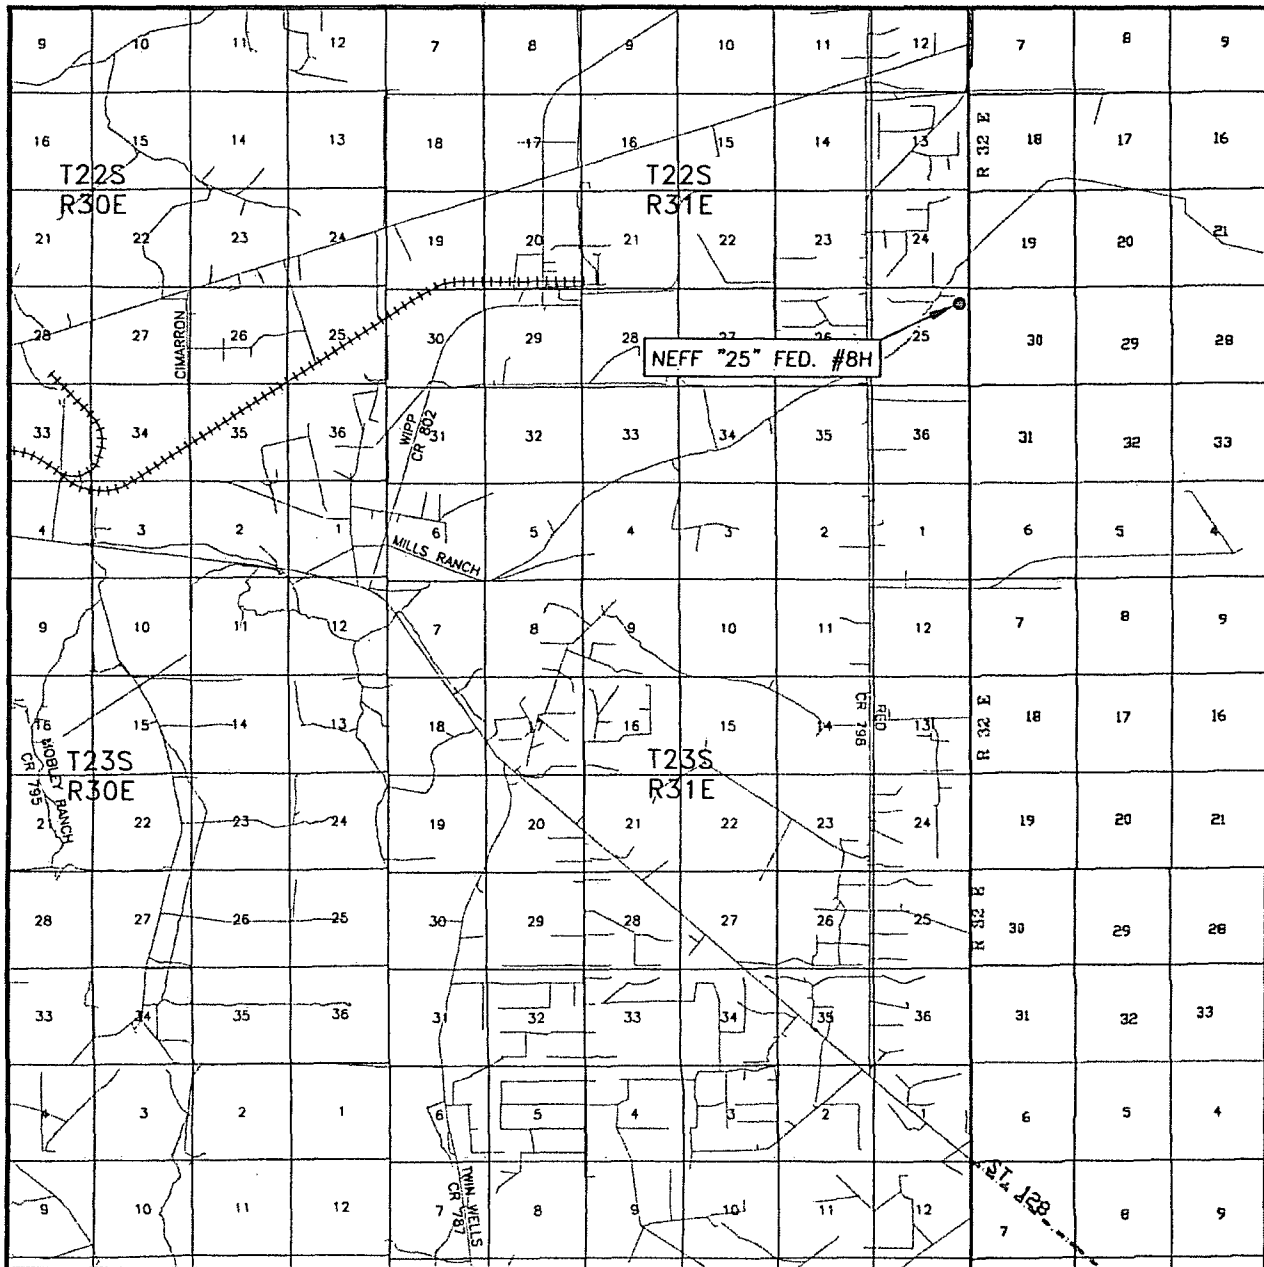 9 10 11 12 7 8 9 10 11 12 7 8 9
16 15 14 13 18 17 16 15 14 13 R 32 E 18 17 16
T22S
R30E
T22S
R31E
21 22 23 24 19 20 21 22 23 24 19 20 21
28 27 CIMARRON 26 25 30 29 28 27 26 25 30 29 28
NEFF "25" FED. #8H
33 34 35 36 31 32 33 34 35 36 31 32 33
WIPP
CR 802
4 3 2 1 6 5 4 3 2 1 6 5 4
MILLS RANCH
9 10 11 12 7 8 9 10 11 12 7 8 9
16 15 14 13 18 17 16 15 14 13 18 17 16
RED
CR 798
R 32 E
MOBLEY RANCH
CR 795
T23S
R30E
T23S
R31E
21 22 23 24 19 20 21 22 23 24 19 20 21
28 27 26 25 30 29 28 27 26 25 R 32 E 30 29 28
33 34 35 36 31 32 33 34 35 36 31 32 33
4 3 2 1 6 5 4 3 2 1 6 5 4
TWIN WELLS
CR 787
ST. 128
9 10 11 12 7 8 9 10 11 12 7 8 9